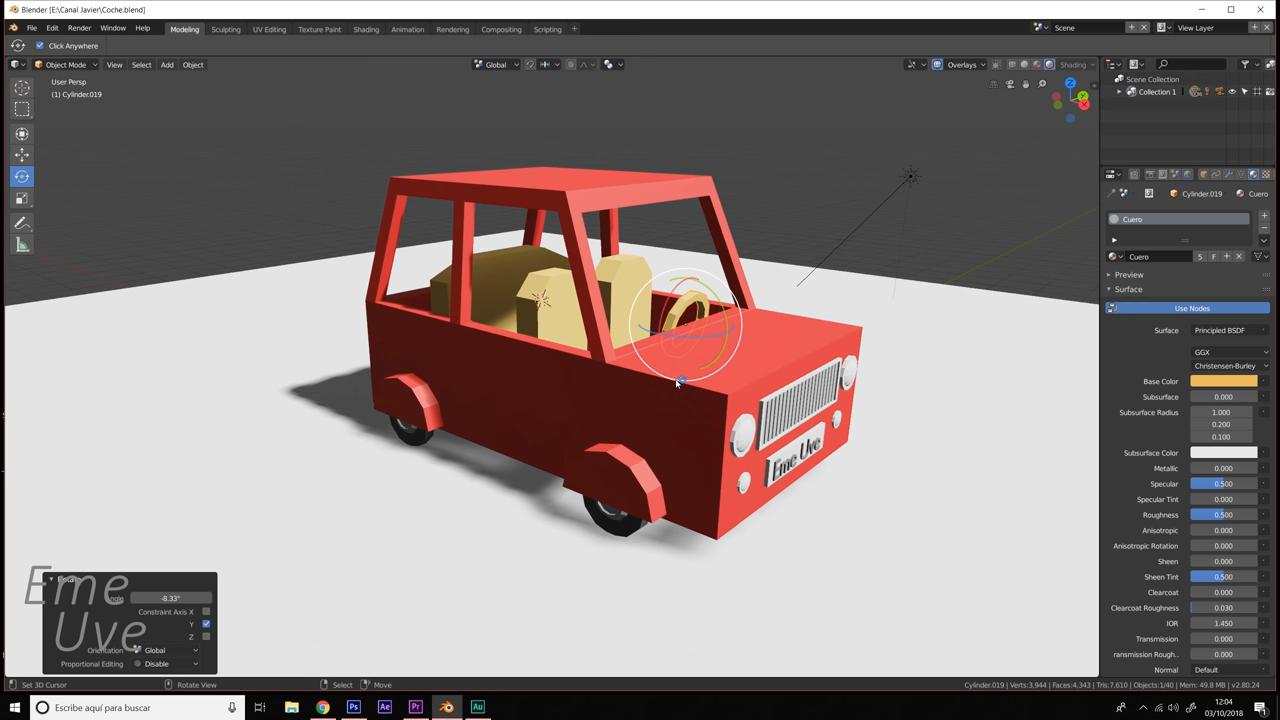 Blender [E:\Canal Javier\Coche.blend]
File Edit Render Window Help Modeling Sculpting UV Editing Texture Paint Shading Animation Rendering Compositing Scripting Scene View Layer
Click Anywhere
Object Mode View Select Add Object Global Overlays Shading
User Persp
(1) Cylinder.019
Scene Collection
Collection 1
Cylinder.019 Cuero
Cuero
Cuero 5 F
Preview
Surface
Use Nodes
Surface Principled BSDF
GGX
Christensen-Burley
Base Color
Subsurface 0.000
Subsurface Radius 1.000
0.200
0.100
Subsurface Color
Metallic 0.000
Specular 0.500
Specular Tint 0.000
Roughness 0.500
Anisotropic 0.000
Anisotropic Rotation 0.000
Sheen 0.000
Sheen Tint 0.500
Clearcoat 0.000
Clearcoat Roughness 0.030
IOR 1.450
Transmission 0.000
ransmission Rough.. 0.000
Normal Default
Eme Uve
Eme
Uve
-8.33°
Constraint Axis X
Y
Z
Orientation Global
Proportional Editing Disable
Set 3D Cursor Rotate View Select Move
Cylinder.019 | Verts:3,944 | Faces:4,343 | Tris:7,610 | Objects:1/40 | Mem: 49.8 MB | v2.80.24
Escribe aquí para buscar
12:04
03/10/2018